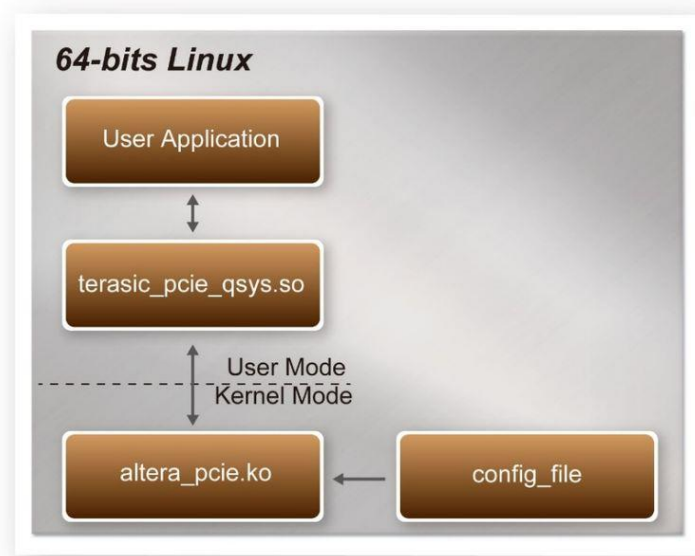 64-bits Linux
User Application
terasic_pcie_qsys.so
User Mode
Kernel Mode
altera_pcie.ko
config_file